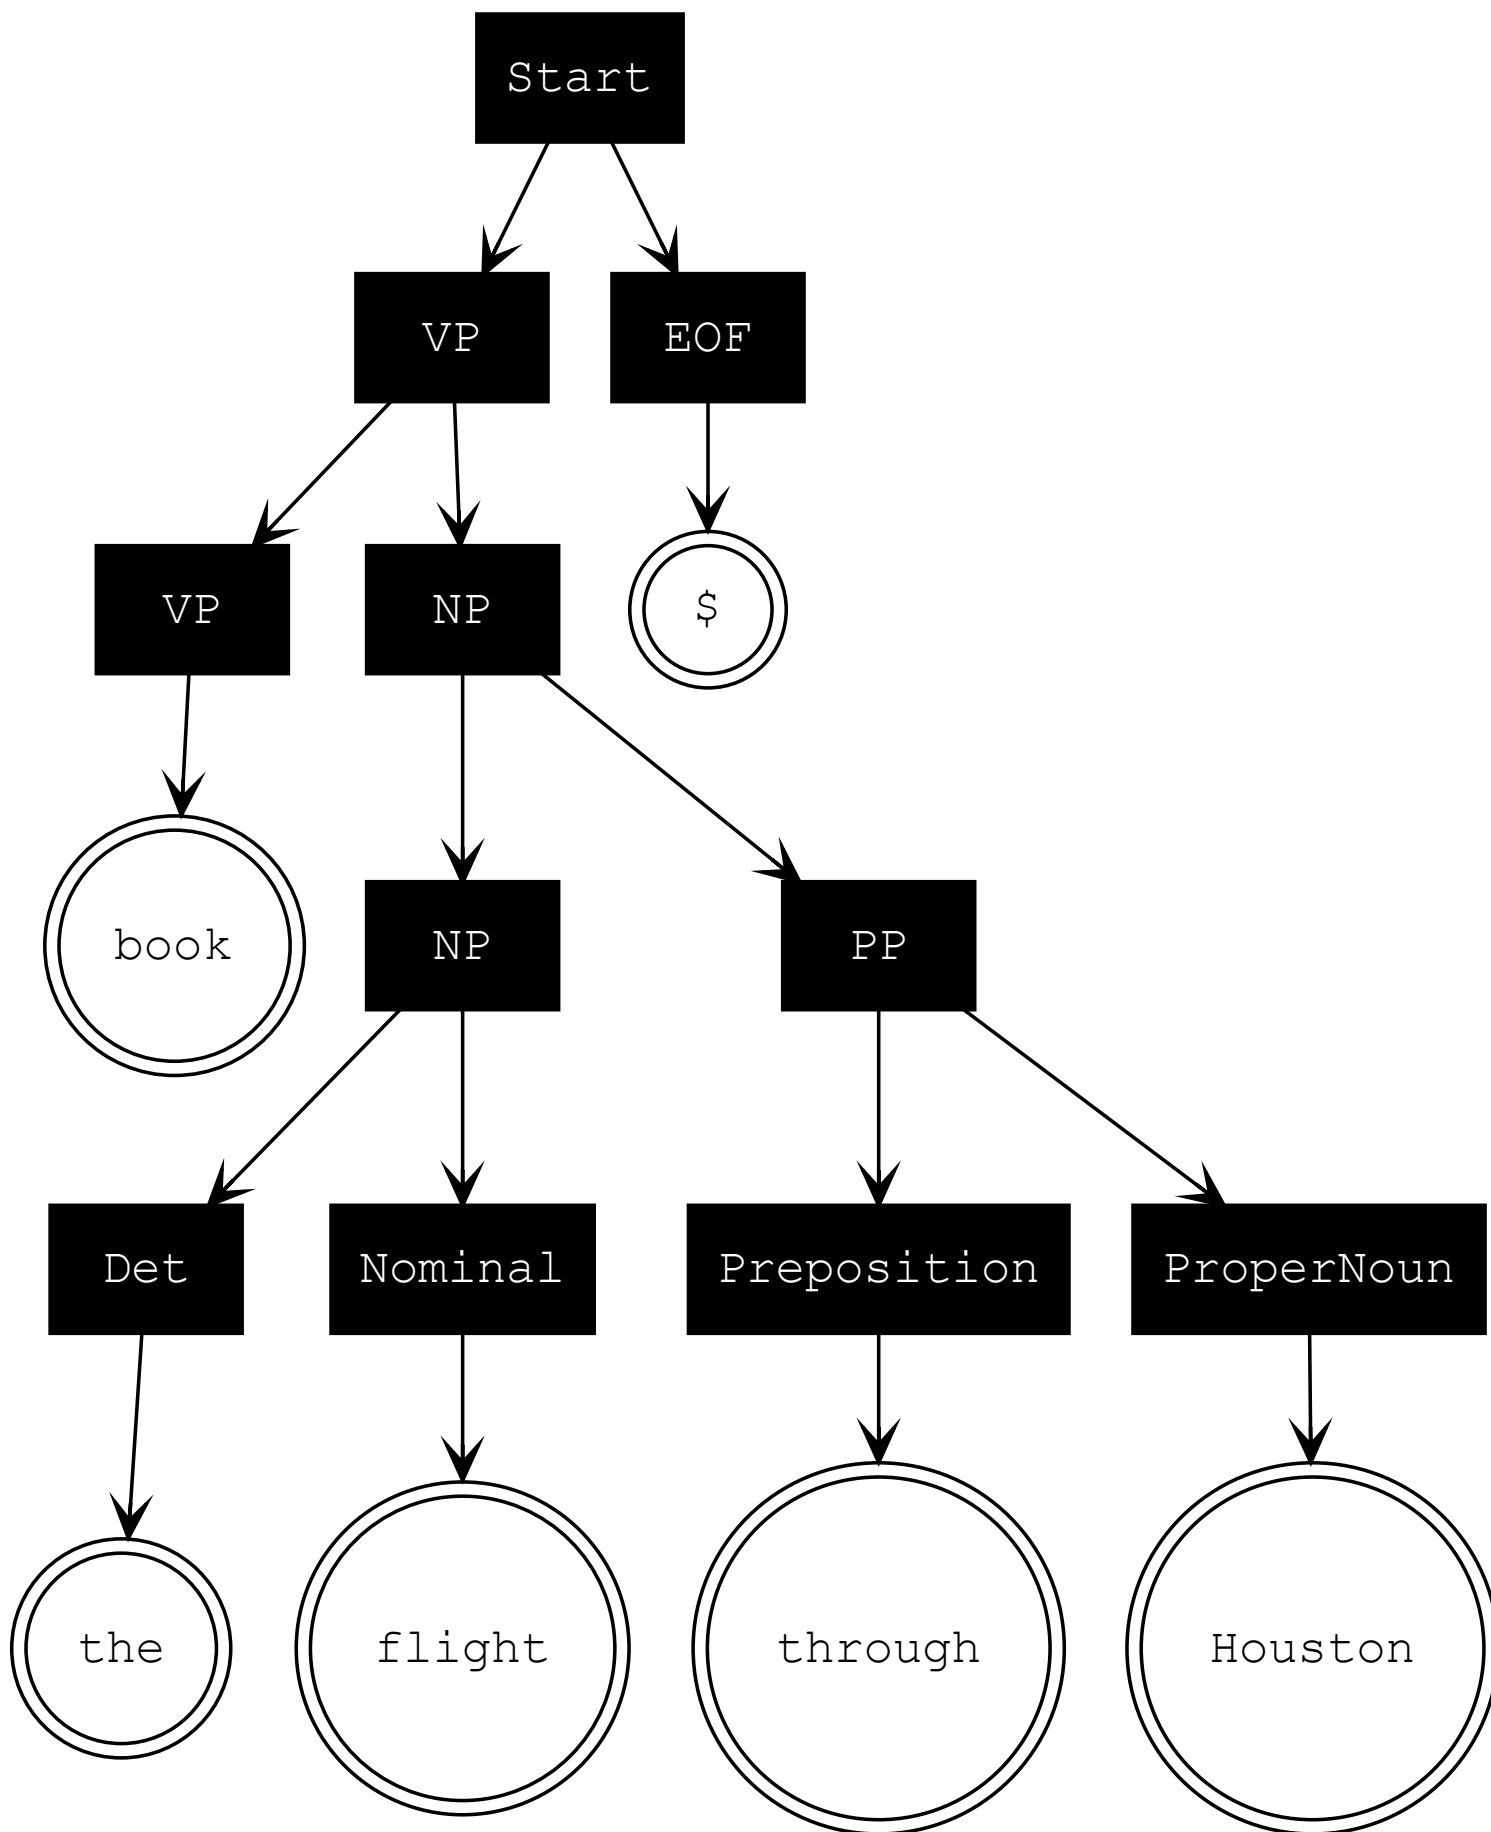 Start
VP EOF
VP NP $
book NP PP
Det Nominal Preposition ProperNoun
the flight through Houston